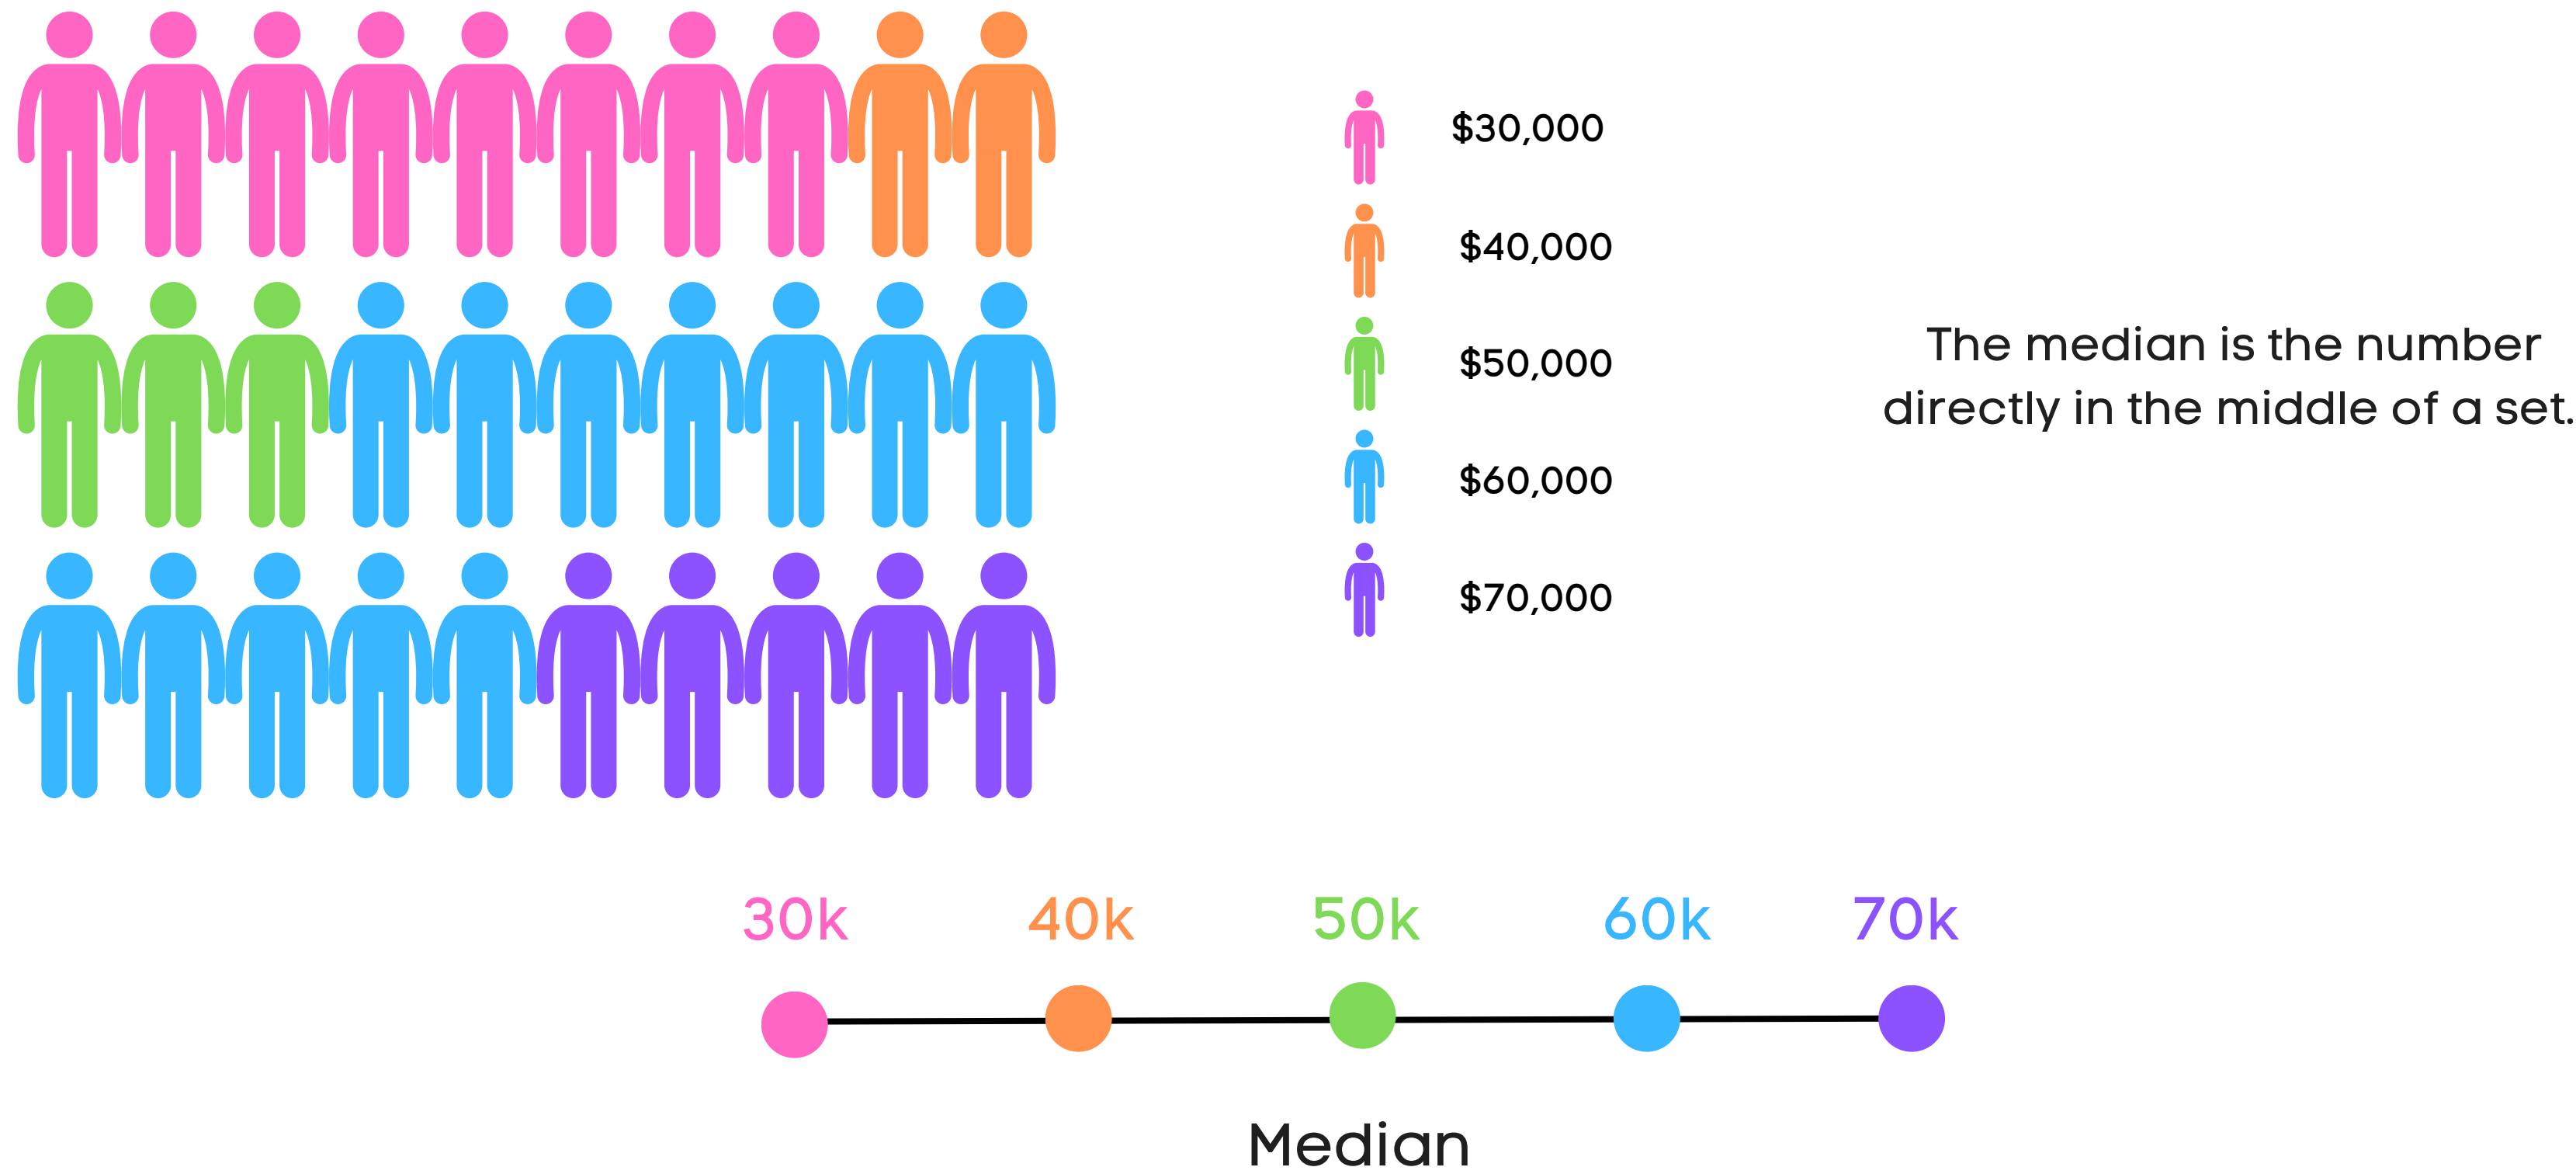 $30,000
$40,000
$50,000
$60,000
$70,000
The median is the number
directly in the middle of a set.
30k 40k 50k 60k 70k
Median